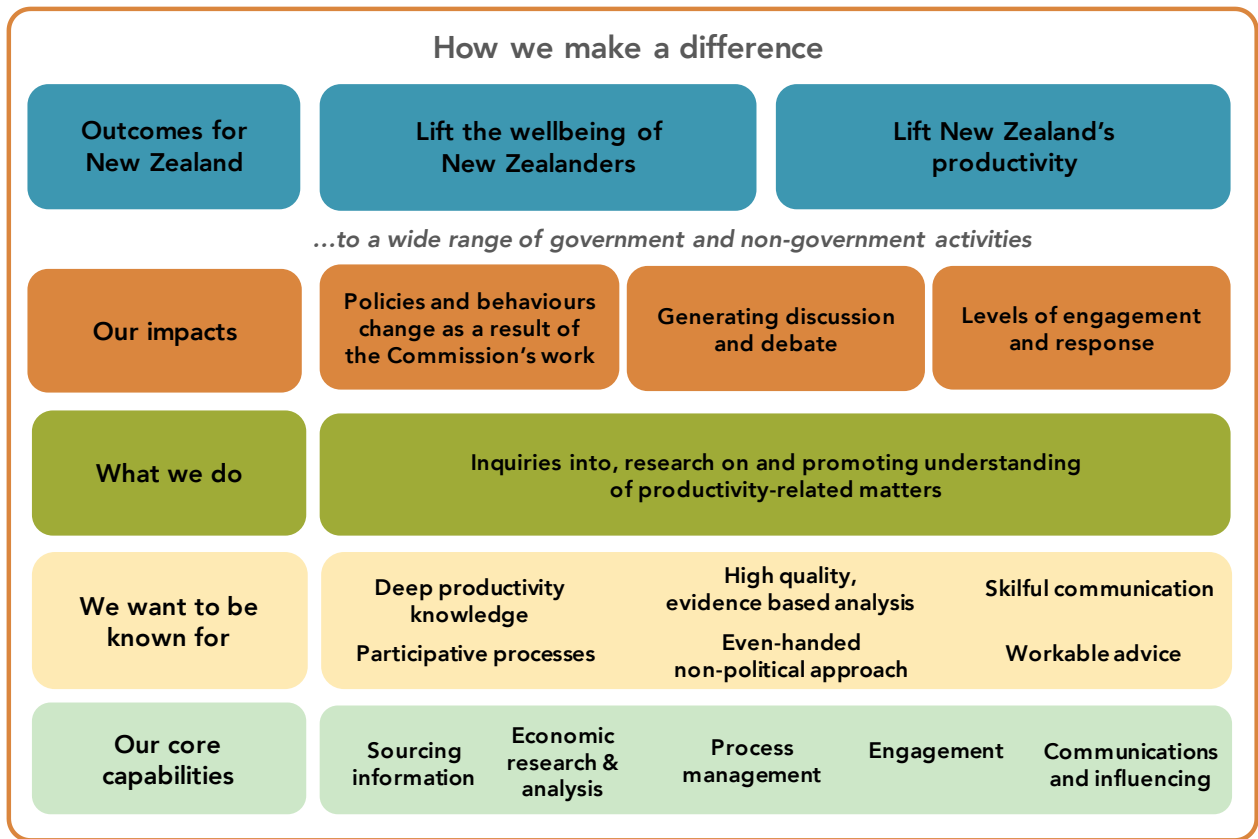 How we make a difference
Outcomes for
New Zealand
Lift the wellbeing of
New Zealanders
Lift New Zealand's
productivity
...to a wide range of government and non-government activities
Our impacts
Policies and behaviours
change as a result of
the Commission's work
Generating discussion
and debate
Levels of engagement
and response
What we do
Inquiries into, research on and promoting understanding
of productivity-related matters
We want to be
known for
Deep productivity
knowledge
High quality,
evidence based analysis
Skilful communication
Participative processes
Even-handed
non-political approach
Workable advice
Our core
capabilities
Sourcing
information
Economic
research &
analysis
Process
management
Engagement
Communications
and influencing